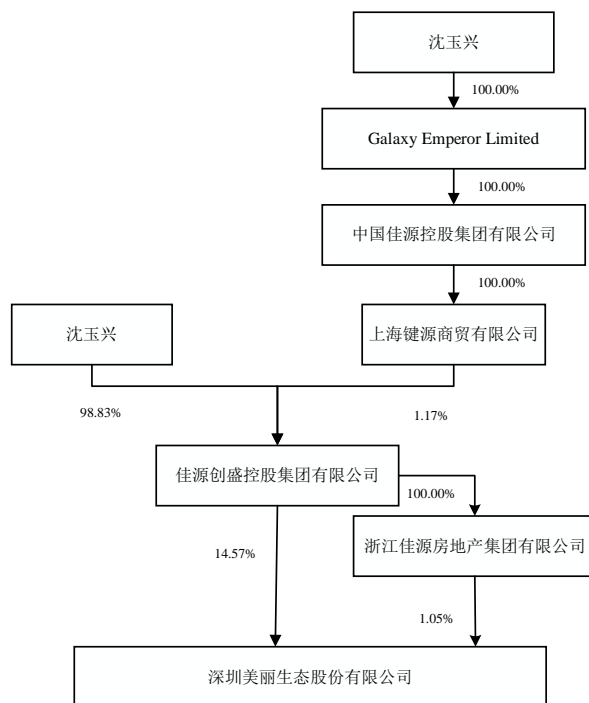 沈玉兴
100.00%
Galaxy Emperor Limited
100.00%
中国佳源控股集团有限公司
100.00%
沈玉兴
上海键源商贸有限公司
98.83%
1.17%
佳源创盛控股集团有限公司
100.00%
14.57%
浙江佳源房地产集团有限公司
1.05%
深圳美丽生态股份有限公司